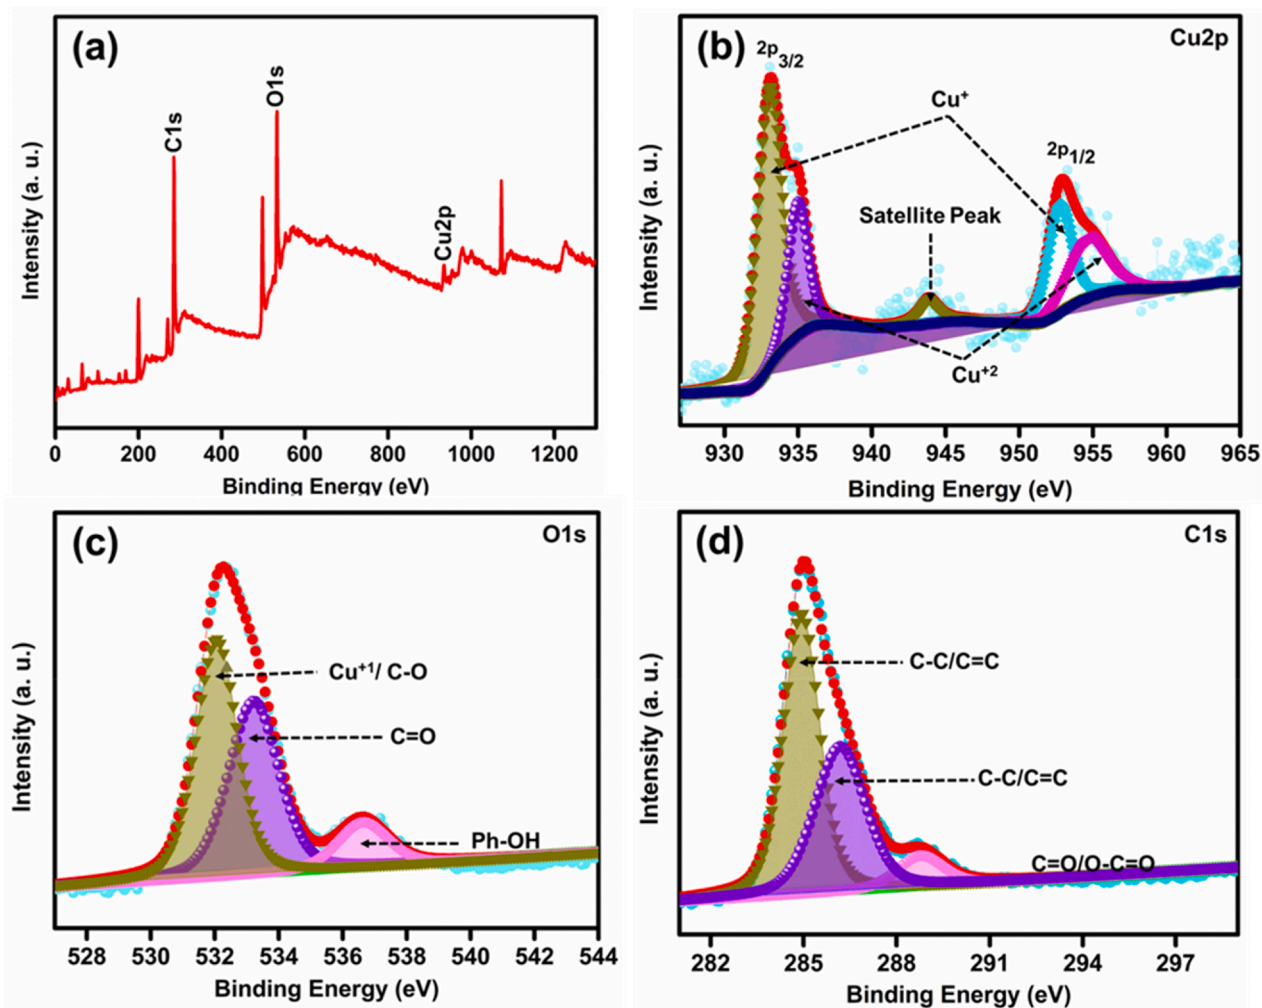 (a)
C1s
O1s
Cu2p
Intensity (a. u.)
0 200 400 600 800 1000 1200
Binding Energy (eV)
(b)
Cu2p
2p3/2
Cu+
2p1/2
Satellite Peak
Cu+2
Intensity (a. u.)
930 935 940 945 950 955 960 965
Binding Energy (eV)
(c)
O1s
Cu+1/ C-O
C=O
Ph-OH
Intensity (a. u.)
528 530 532 534 536 538 540 542 544
Binding Energy (eV)
(d)
C1s
C-C/C=C
C-C/C=C
C=O/O-C=O
Intensity (a. u.)
282 285 288 291 294 297
Binding Energy (eV)